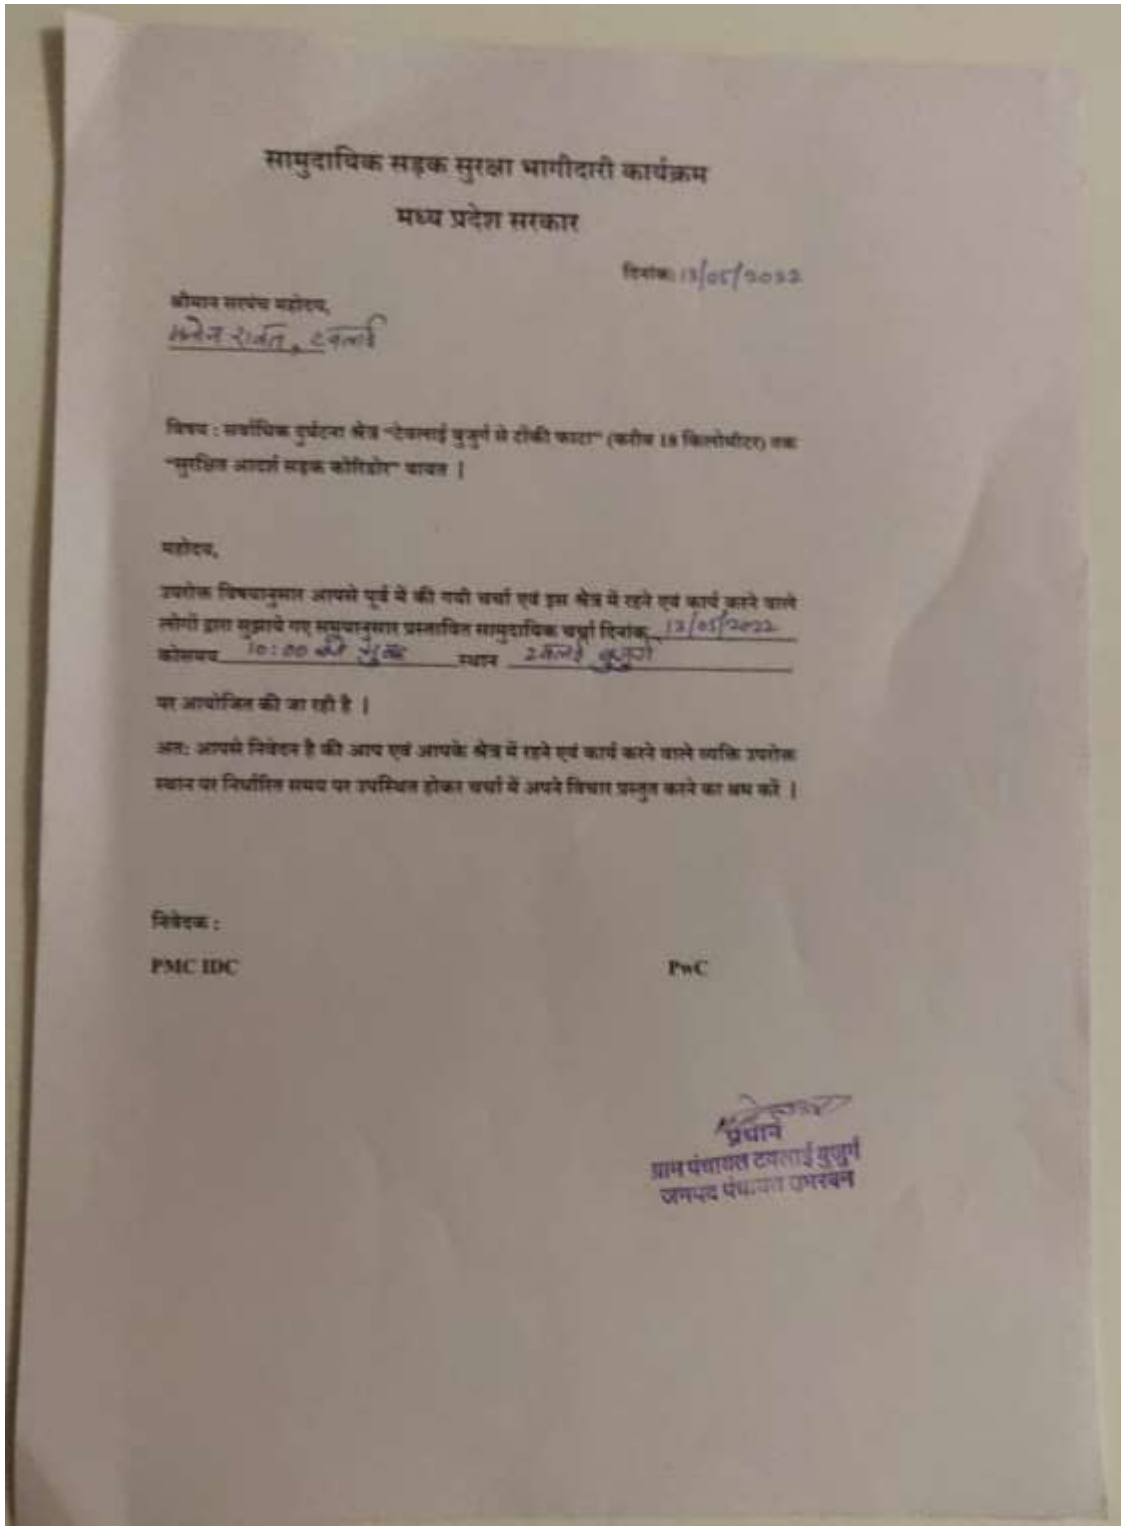 सामुदायिक सड़क सुरक्षा भागीदारी कार्यक्रम
मध्य प्रदेश सरकार
दिनांक: 13/05/2022
श्रीमान सरपंच महोदय,
रावत, टवलाई
विषय : सर्वाधिक दुर्घटना क्षेत्र "टेवलाई बुजुर्ग से टोंकी फाटा" (करीब 18 किलोमीटर) तक
"सुरक्षित आदर्श सड़क कोरिडोर" बाबत |
महोदय,
उपरोक्त विषयानुसार आपसे पूर्व में की गयी चर्चा एवं इस क्षेत्र में रहने एवं कार्य करने वाले
लोगों द्वारा सुझाये गए समयानुसार प्रस्तावित सामुदायिक चर्चा दिनांक 13/05/2022
कोसमय 10:00 की सुबह स्थान टवलाई बुजुर्ग
पर आयोजित की जा रही है |
अत: आपसे निवेदन है की आप एवं आपके क्षेत्र में रहने एवं कार्य करने वाले व्यक्ति उपरोक्त
स्थान पर निर्धारित समय पर उपस्थित होकर चर्चा में अपने विचार प्रस्तुत करने का श्रम करें |
निवेदक :
PMC IDC PwC
प्रधान
ग्राम पंचायत टवलाई बुजुर्ग
जनपद पंचायत उमरबन